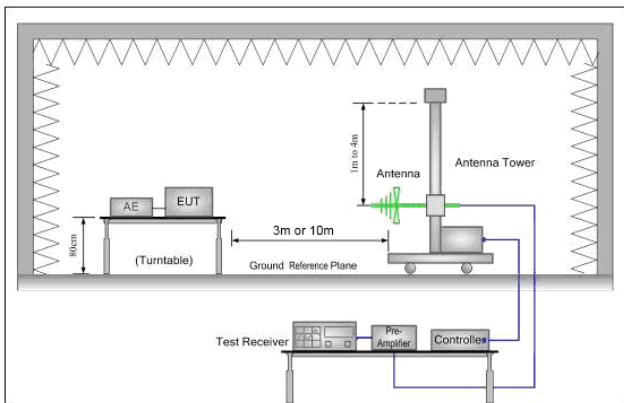 1m to 4m
Antenna
Antenna Tower
AE
EUT
80cm
(Turntable)
3m or 10m
Ground Reference Plane
Test Receiver
Pre-
Amplifier
Controlle